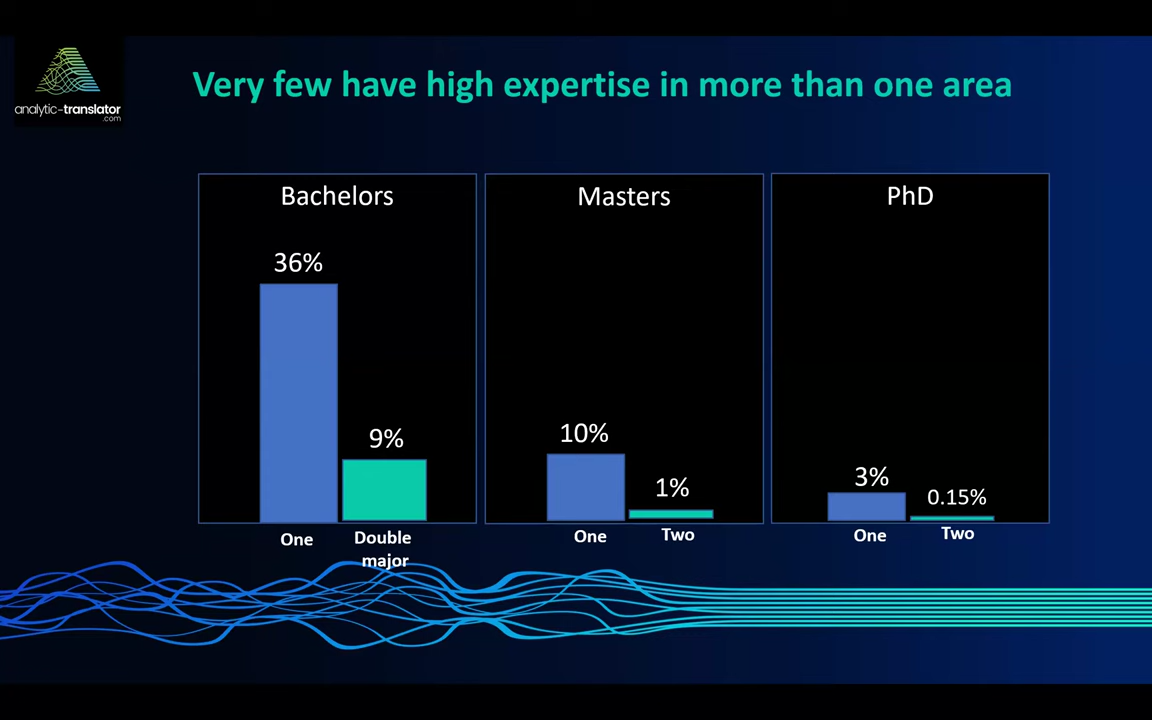 analytic-translator
.com
Very few have high expertise in more than one area
Bachelors
36%
9%
One
Double
major
Masters
10%
1%
One
Two
PhD
3%
0.15%
One
Two